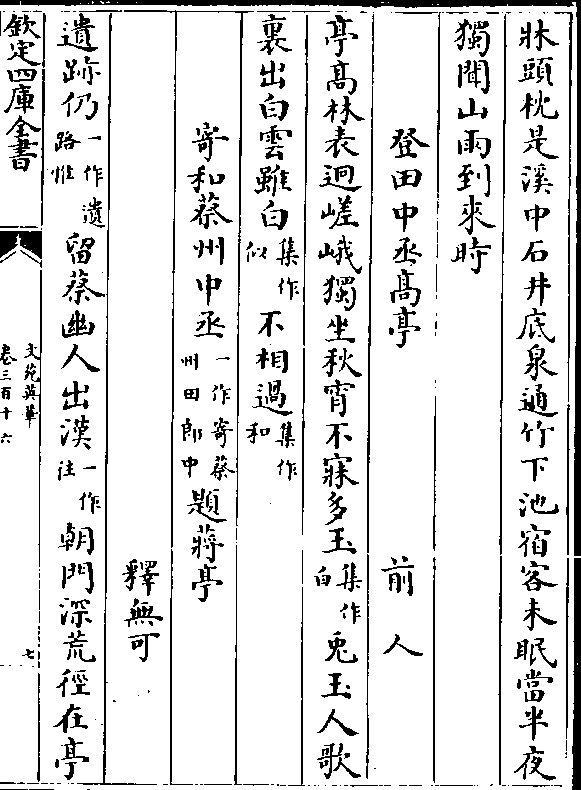 牀頭枕是溪中石井底泉通竹下池宿客未眠當半夜
獨聞山雨到來時
登田中丞髙亭 前人
亭髙林表迥嵯峨獨坐秋宵不寐多玉集作白兎玉人歌
裏出白雲雖白集作似不相過集作和
寄和蔡州中丞一作寄蔡州田郎中題蔣亭
釋無可
遺跡仍一作遺路惟留蔡幽人出漢一作往朝門深荒徑在亭
欽定四庫全書
文苑英華
卷三百十六
七